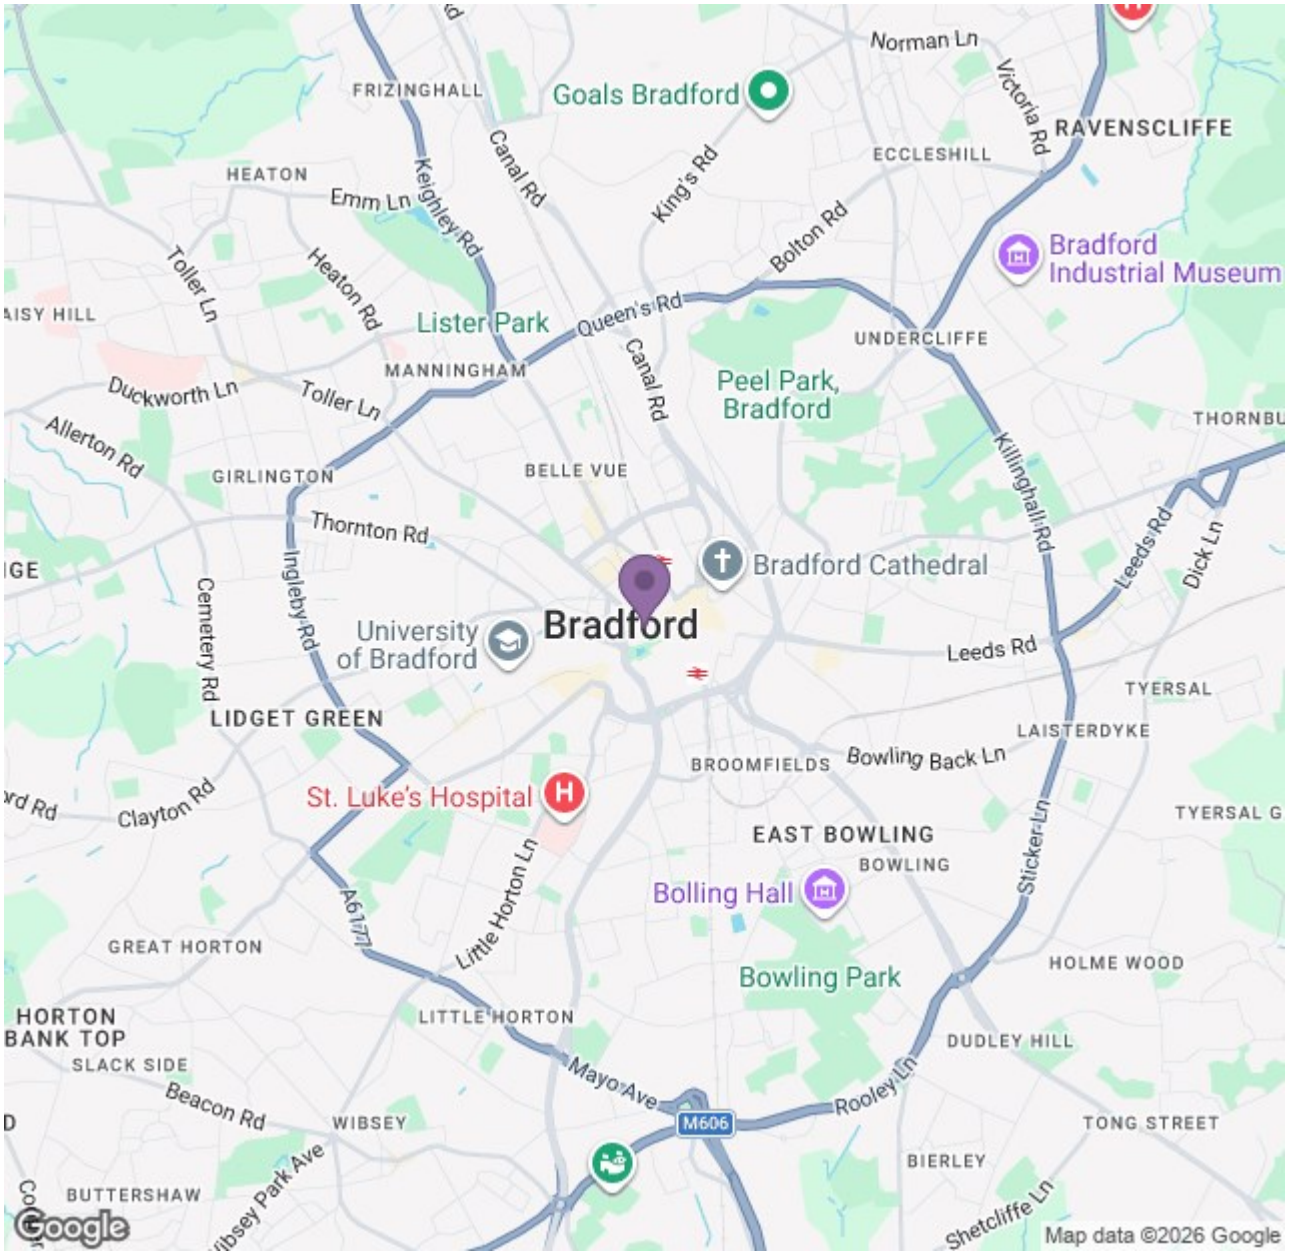 Rd
Norman Ln
FRIZINGHALL
Goals Bradford
Victoria Rd
RAVENSCLIFFE
Canal Rd
ECCLESHILL
HEATON
King's Rd
Emm Ln
Keighley Rd
Bolton Rd
Bradford
Industrial Museum
Toller Ln
Heaton Rd
AISY HILL
Queen's Rd
Lister Park
UNDERCLIFFE
Canal Rd
MANNINGHAM
Peel Park,
Bradford
Duckworth Ln
Toller Ln
THORNBU
Allerton Rd
Killinghall Rd
BELLE VUE
GIRLINGTON
Thornton Rd
Leeds Rd
Dick Ln
IGE
Bradford Cathedral
Ingleby Rd
Cemetery Rd
University
of Bradford
Bradford
Leeds Rd
TYERSAL
LIDGET GREEN
LAISTERDYKE
BROOMFIELDS
Bowling Back Ln
St. Luke's Hospital
H
ord Rd
Clayton Rd
TYERSAL G
EAST BOWLING
Sticker Ln
BOWLING
Little Horton Ln
Bolling Hall
A6177
GREAT HORTON
HOLME WOOD
Bowling Park
HORTON
BANK TOP
LITTLE HORTON
DUDLEY HILL
SLACK SIDE
Mayo Ave
Rooley Ln
Beacon Rd
WIBSEY
M606
TONG STREET
D
BIERLEY
Wibsey Park Ave
BUTTERSHAW
Shetcliffe Ln
Co
Google
Map data ©2026 Google